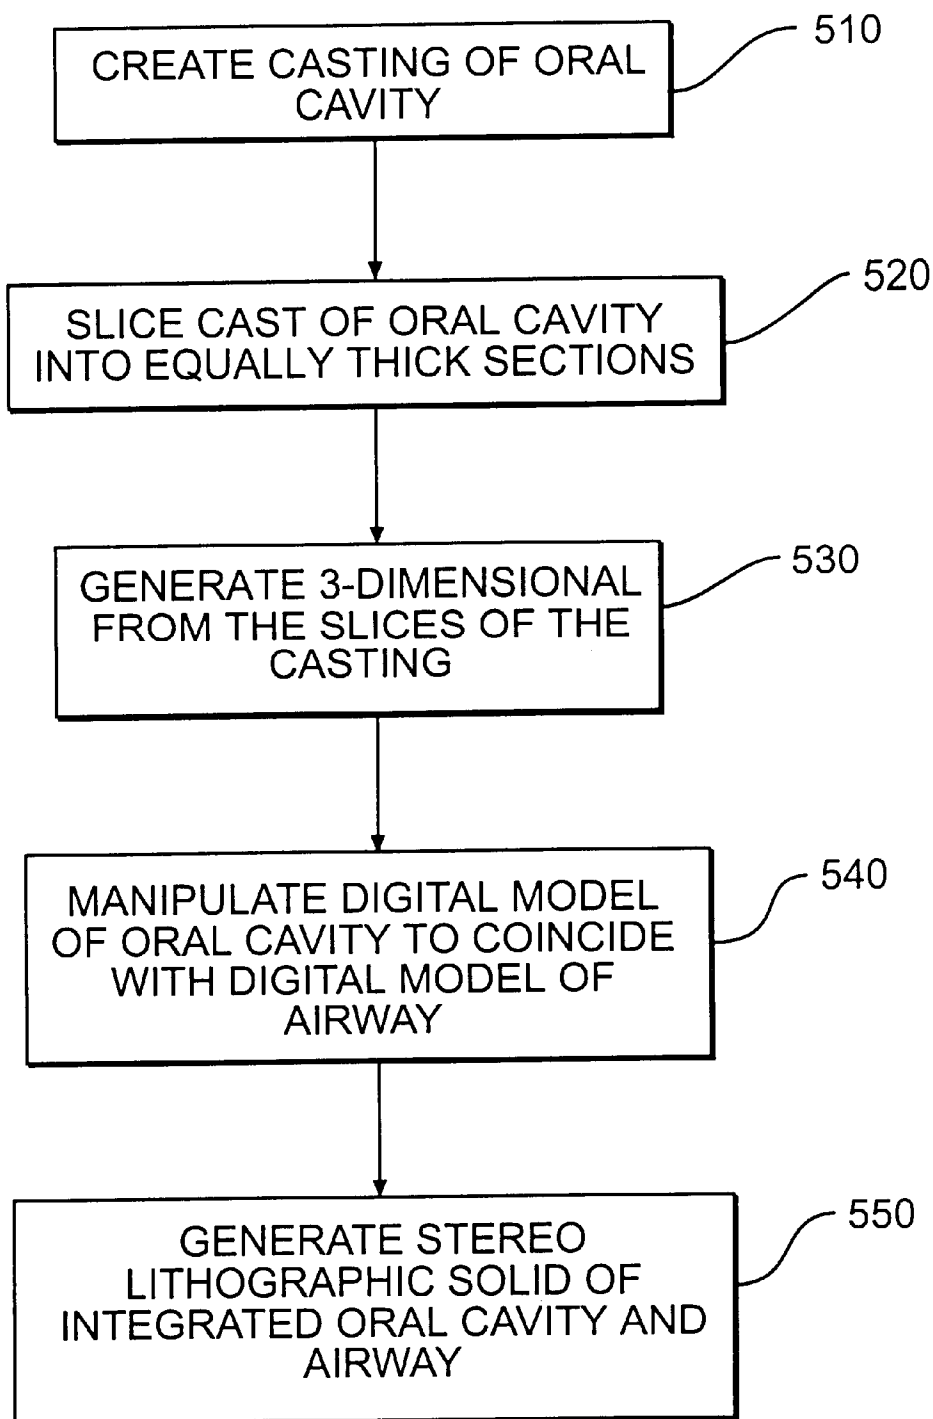 510
CREATE CASTING OF ORAL
CAVITY
520
SLICE CAST OF ORAL CAVITY
INTO EQUALLY THICK SECTIONS
530
GENERATE 3-DIMENSIONAL
FROM THE SLICES OF THE
CASTING
540
MANIPULATE DIGITAL MODEL
OF ORAL CAVITY TO COINCIDE
WITH DIGITAL MODEL OF
AIRWAY
550
GENERATE STEREO
LITHOGRAPHIC SOLID OF
INTEGRATED ORAL CAVITY AND
AIRWAY